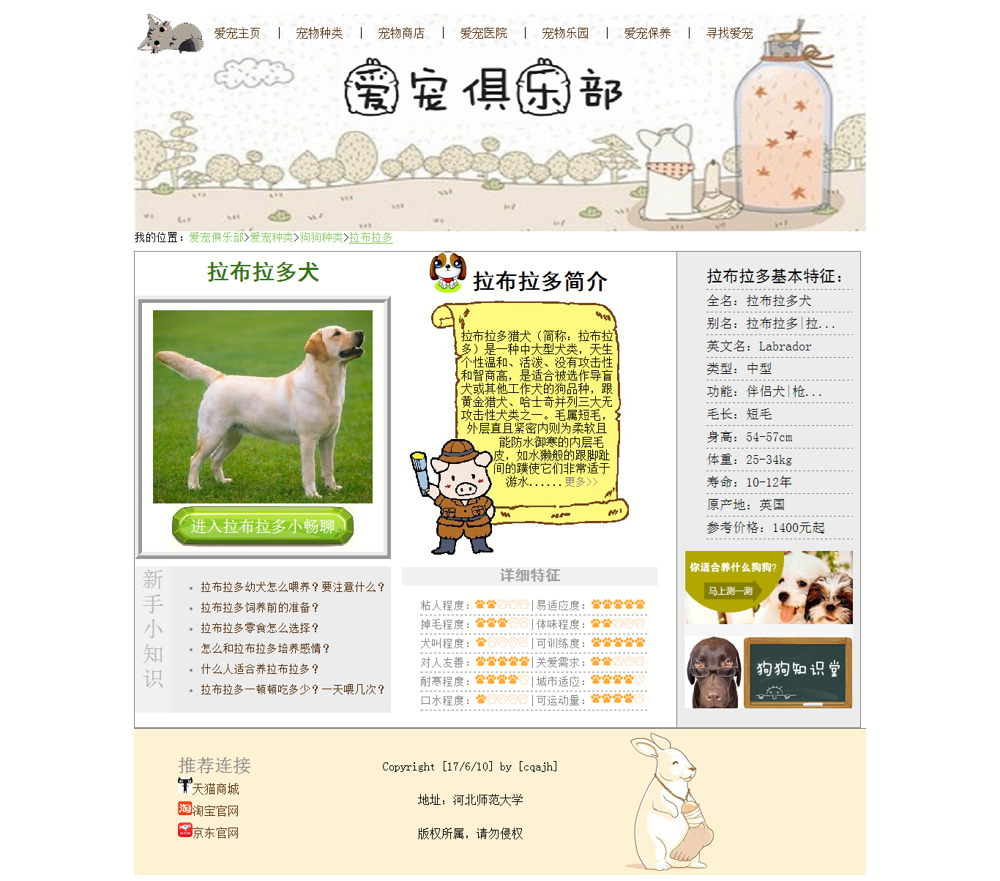 爱宠主页 | 宠物种类 | 宠物商店 | 爱宠医院 | 宠物乐园 | 爱宠保养 | 寻找爱宠
爱宠俱乐部
我的位置：爱宠俱乐部>爱宠种类>狗狗种类>拉布拉多
拉布拉多犬
进入拉布拉多小畅聊
拉布拉多简介
拉布拉多猎犬（简称：拉布拉
多）是一种中大型犬类，天生
个性温和、活泼、没有攻击性
和智商高，是适合被选作导盲
犬或其他工作犬的狗品种，跟
黄金猎犬、哈士奇并列三大无
攻击性犬类之一。毛属短毛，
外层直且紧密内则为柔软且
能防水御寒的内层毛
皮，如水獭般的跟脚趾
间的蹼使它们非常适于
游水......更多>>
拉布拉多基本特征：
全名：拉布拉多犬
别名：拉布拉多|拉...
英文名：Labrador
类型：中型
功能：伴侣犬|枪...
毛长：短毛
身高：54-57cm
体重：25-34kg
寿命：10-12年
原产地：英国
参考价格：1400元起
你适合养什么狗狗?
马上测一测
狗狗知识堂
新手小知识
拉布拉多幼犬怎么喂养？要注意什么？
拉布拉多饲养前的准备？
拉布拉多零食怎么选择？
怎么和拉布拉多培养感情？
什么人适合养拉布拉多？
拉布拉多一顿顿吃多少？一天喂几次？
详细特征
粘人程度： |易适应度：
掉毛程度： |体味程度：
犬叫程度： |可训练度：
对人友善： |关爱需求：
耐寒程度： |城市适应：
口水程度： |可运动量：
推荐连接
天猫商城
淘 淘宝官网
JD.COM 京东官网
Copyright [17/6/10] by [cqajh]
地址：河北师范大学
版权所属，请勿侵权